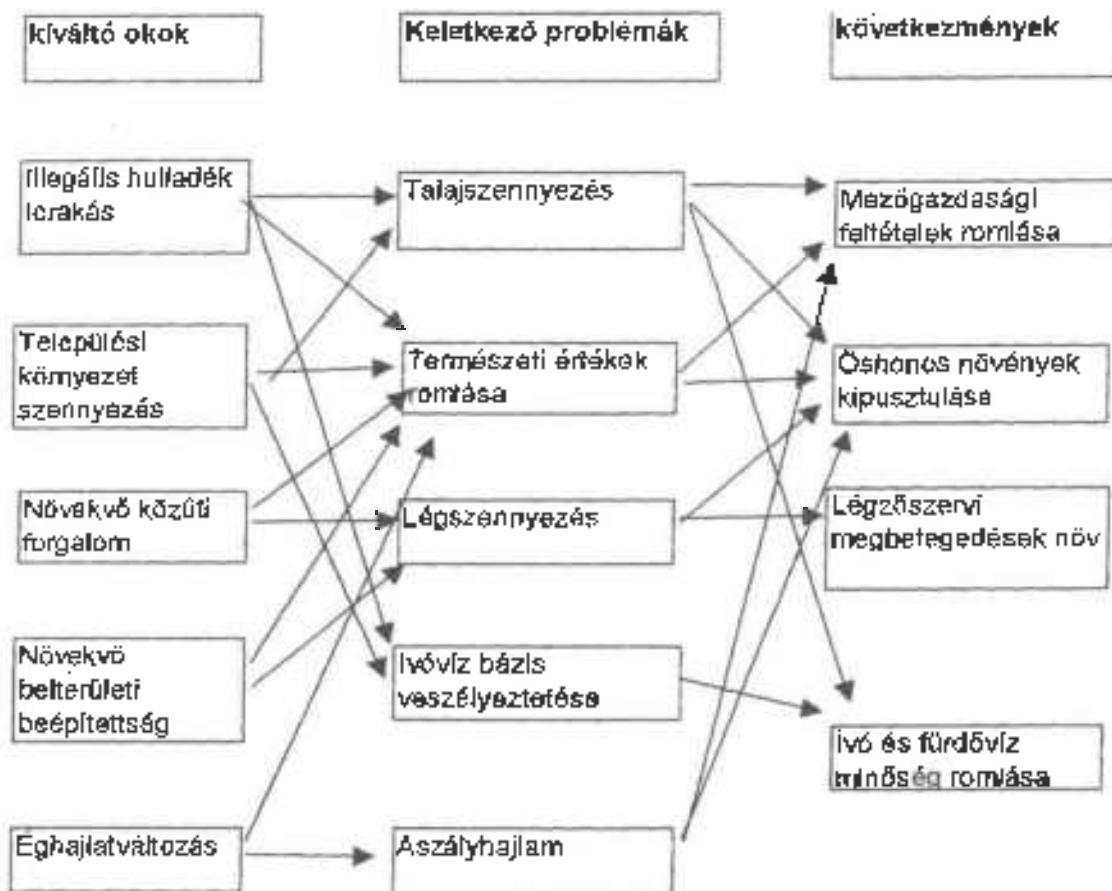 kiváltó okok
Keletkező problémák
következmények
Illegális hulladék
lerakás
Talajszennyezés
Mezőgazdasági
feltételek romlása
Települési
környezet
szennyezés
Természeti értékek
romlása
Őshonos növények
kipusztulása
Növekvő közúti
forgalom
Légszennyezés
Légzőszervi
megbetegedések növ
Növekvő
belterületi
beépítettség
Ivóvíz bázis
veszélyeztetése
Ivó és fürdővíz
minőség romlása
Éghajlatváltozás
Aszályhajlam